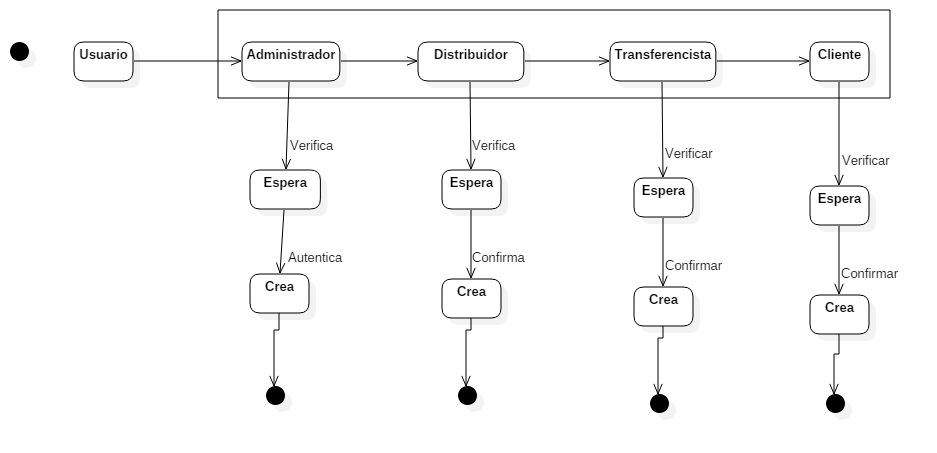 Usuario
Administrador
Distribuidor
Transferencista
Cliente
Verifica
Verifica
Verificar
Verificar
Espera
Espera
Espera
Espera
Autentica
Confirma
Confirmar
Confirmar
Crea
Crea
Crea
Crea